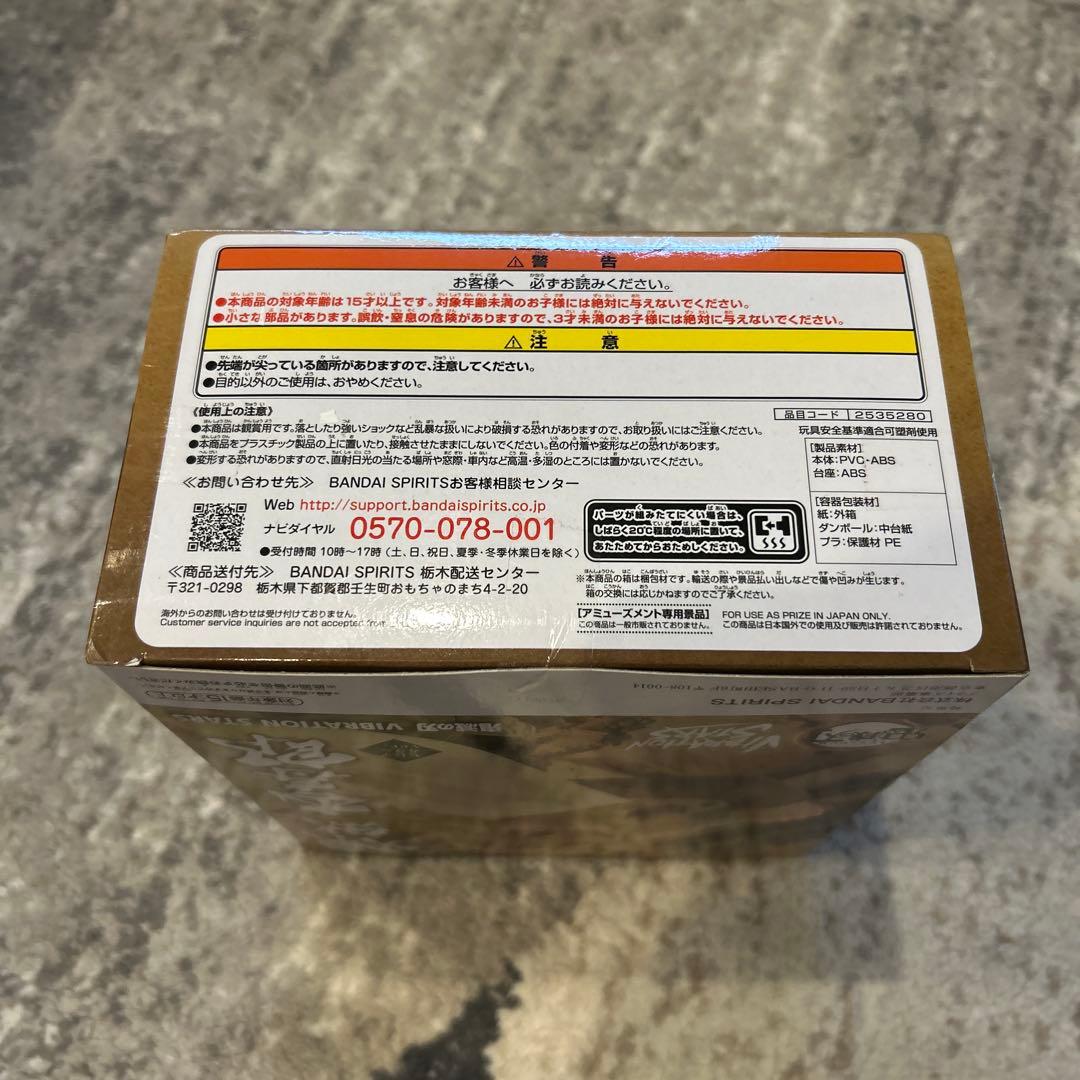 ⚠警 告
お客様へ 必ずお読みください。
●本商品の対象年齢は15才以上です。対象年齢未満のお子様には絶対に与えないでください。
●小さな部品があります。誤飲・窒息の危険がありますので、3才未満のお子様には絶対に与えないでください。
⚠注 意
●先端が尖っている箇所がありますので、注意してください。
●目的以外のご使用は、おやめください。
《使用上の注意》
●本商品は観賞用です。落としたり強いショックなど乱暴な扱いにより破損する恐れがありますので、お取り扱いにはご注意ください。
●本商品をプラスチック製品の上に置いたり、接触させたままにしないでください。色の付着や変形などの恐れがあります。
●変形する恐れがありますので、直射日光の当たる場所や窓際・車内など高温・多湿のところには置かないでください。
品目コード 2535280
玩具安全基準適合可塑剤使用
[製品素材]
本体:PVC・ABS
台座:ABS
[容器包装材]
紙:外箱
ダンボール:中台紙
プラ:保護材 PE
≪お問い合わせ先≫ BANDAI SPIRITSお客様相談センター
Web http://support.bandaispirits.co.jp
ナビダイヤル 0570-078-001
●受付時間 10時～17時(土、日、祝日、夏季・冬季休業日を除く)
パーツが組みたてにくい場合は、
しばらく20℃程度の場所に置いて、
あたためてからおためしください。
≪商品送付先≫ BANDAI SPIRITS 栃木配送センター
〒321-0298 栃木県下都賀郡壬生町おもちゃのまち4-2-20
※本商品の箱は梱包材です。輸送の際や景品払い出しなどで傷や凹みが生じます。
箱の交換には応じかねますのでご了承ください。
海外からのお問い合わせは受け付けておりません。
Customer service inquiries are not accepted from
[アミューズメント専用景品]
この商品は一般市販されておりません。
FOR USE AS PRIZE IN JAPAN ONLY.
この商品は日本国外での使用及び販売は許諾されておりません。
株式会社BANDAI SPIRITS
対象年齢15才以上
鬼滅の刃 VIBRATION STARS
VIBRATION
STARS